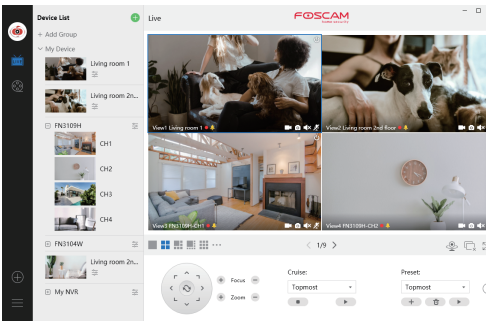 Device List
Live
FOSCAM
home security
+ Add Group
My Device
Living room 1
Living room 2n...
FN3109H
CH1
CH2
CH3
CH4
FN3104W
Living room 2n...
My NVR
View1 Living room 1
View2 Living room 2nd floor
View3 FN3109H-CH1
View4 FN3109H-CH2
1/9
Focus
Zoom
Cruise:
Topmost
Preset:
Topmost